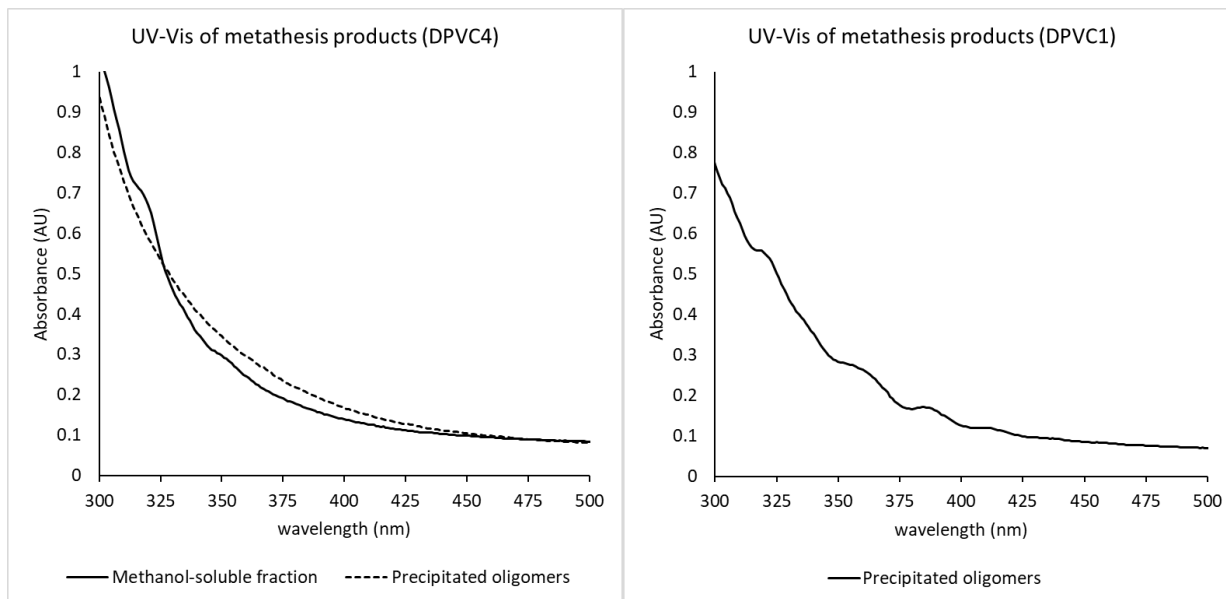 UV-Vis of metathesis products (DPVC4)
1
0.9
0.8
0.7
0.6
0.5
0.4
0.3
0.2
0.1
0
Absorbance (AU)
300 325 350 375 400 425 450 475 500
wavelength (nm)
Methanol-soluble fraction Precipitated oligomers
UV-Vis of metathesis products (DPVC1)
1
0.9
0.8
0.7
0.6
0.5
0.4
0.3
0.2
0.1
0
Absorbance (AU)
300 325 350 375 400 425 450 475 500
wavelength (nm)
Precipitated oligomers